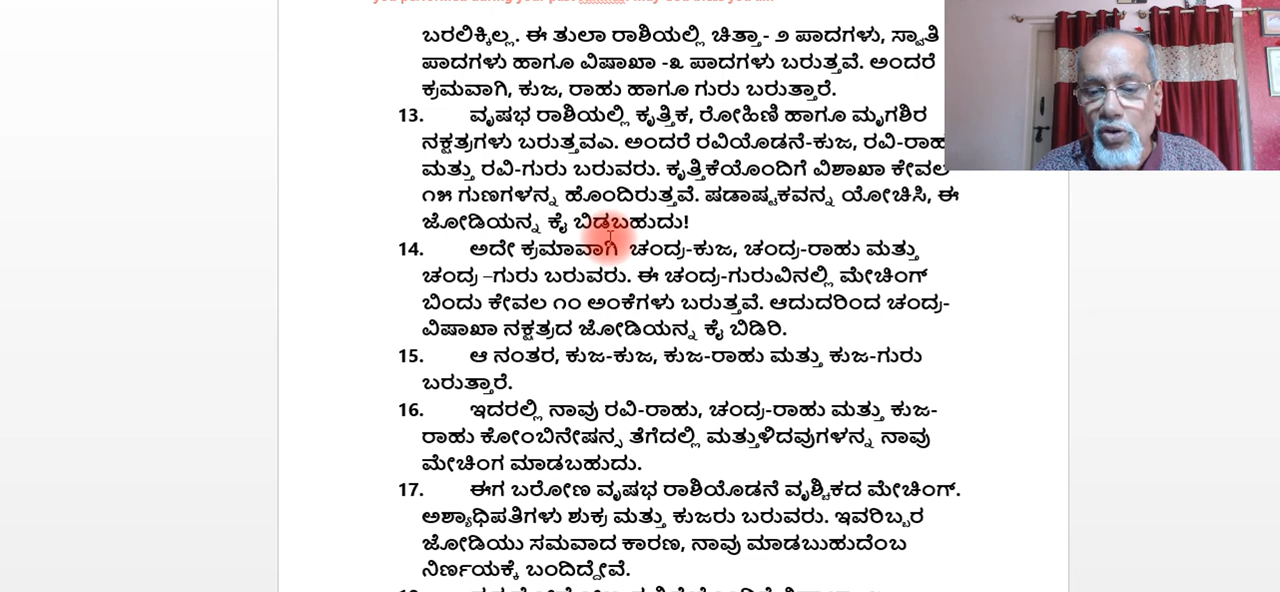 ಬರಲಿಕ್ಕಿಲ್ಲ. ಈ ತುಲಾ ರಾಶಿಯಲ್ಲಿ ಚಿತ್ತಾ- ೨ ಪಾದಗಳು, ಸ್ವಾತಿ
ಪಾದಗಳು ಹಾಗೂ ವಿಷಾಖಾ -೩ ಪಾದಗಳು ಬರುತ್ತವೆ. ಅಂದರೆ
ಕ್ರಮವಾಗಿ, ಕುಜ, ರಾಹು ಹಾಗೂ ಗುರು ಬರುತ್ತಾರೆ.
13. ವೃಷಭ ರಾಶಿಯಲ್ಲಿ ಕೃತ್ತಿಕ, ರೋಹಿಣಿ ಹಾಗೂ ಮೃಗಶಿರ
ನಕ್ಷತ್ರಗಳು ಬರುತ್ತವಎ. ಅಂದರೆ ರವಿಯೊಡನೆ-ಕುಜ, ರವಿ-ರಾಹ
ಮತ್ತು ರವಿ-ಗುರು ಬರುವರು. ಕೃತ್ತಿಕೆಯೊಂದಿಗೆ ವಿಶಾಖಾ ಕೇವಲ
೧೫ ಗುಣಗಳನ್ನ ಹೊಂದಿರುತ್ತವೆ. ಷಡಾಷ್ಟಕವನ್ನ ಯೋಚಿಸಿ, ಈ
ಜೋಡಿಯನ್ನ ಕೈ ಬಿಡಬಹುದು!
14. ಅದೇ ಕ್ರಮಾವಾಗಿ ಚಂದ್ರ-ಕುಜ, ಚಂದ್ರ-ರಾಹು ಮತ್ತು
ಚಂದ್ರ –ಗುರು ಬರುವರು. ಈ ಚಂದ್ರ-ಗುರುವಿನಲ್ಲಿ ಮೇಚಿಂಗ್
ಬಿಂದು ಕೇವಲ ೧೦ ಅಂಕೆಗಳು ಬರುತ್ತವೆ. ಆದುದರಿಂದ ಚಂದ್ರ-
ವಿಷಾಖಾ ನಕ್ಷತ್ರದ ಜೋಡಿಯನ್ನ ಕೈ ಬಿಡಿರಿ.
15. ಆ ನಂತರ, ಕುಜ-ಕುಜ, ಕುಜ-ರಾಹು ಮತ್ತು ಕುಜ-ಗುರು
ಬರುತ್ತಾರೆ.
16. ಇದರಲ್ಲಿ ನಾವು ರವಿ-ರಾಹು, ಚಂದ್ರ-ರಾಹು ಮತ್ತು ಕುಜ-
ರಾಹು ಕೋಂಬಿನೇಷನ್ಸ ತೆಗೆದಲ್ಲಿ ಮತ್ತುಳಿದವುಗಳನ್ನ ನಾವು
ಮೇಚಿಂಗ ಮಾಡಬಹುದು.
17. ಈಗ ಬರೋಣ ವೃಷಭ ರಾಶಿಯೊಡನೆ ವೃಶ್ಚಿಕದ ಮೇಚಿಂಗ್.
ಅಶ್ಯಾಧಿಪತಿಗಳು ಶುಕ್ರ ಮತ್ತು ಕುಜರು ಬರುವರು. ಇವರಿಬ್ಬರ
ಜೋಡಿಯು ಸಮವಾದ ಕಾರಣ, ನಾವು ಮಾಡಬುಹುದೆಂಬ
ನಿರ್ಣಯಕ್ಕೆ ಬಂದಿದ್ದೇವೆ.